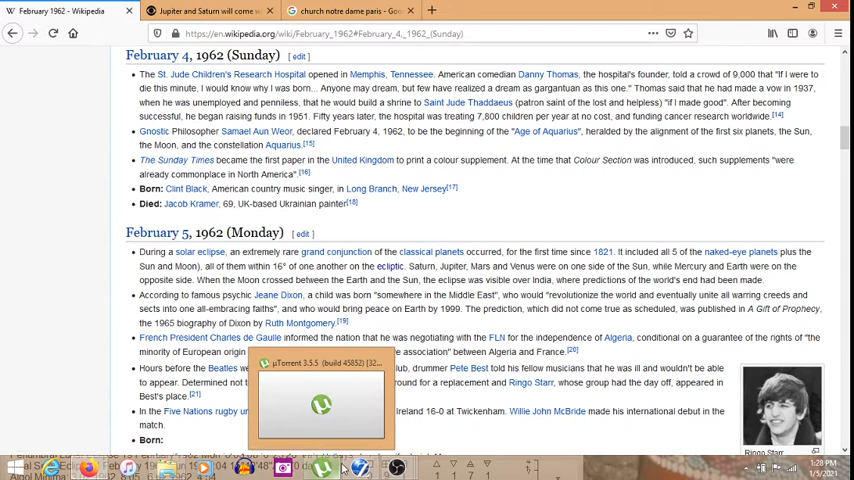 February 1962 - Wikipedia
Jupiter and Saturn will come w
church notre dame paris - Goo
https://en.wikipedia.org/wiki/February_1962#February_4,_1962_(Sunday)
February 4, 1962 (Sunday) [ edit ]
The St. Jude Children's Research Hospital opened in Memphis, Tennessee. American comedian Danny Thomas, the hospital's founder, told a crowd of 9,000 that "If I were to
die this minute, I would know why I was born... Anyone may dream, but few have realized a dream as gargantuan as this one." Thomas said that he had made a vow in 1937,
when he was unemployed and penniless, that he would build a shrine to Saint Jude Thaddaeus (patron saint of the lost and helpless) "if I made good". After becoming
successful, he began raising funds in 1951. Fifty years later, the hospital was treating 7,800 children per year at no cost, and funding cancer research worldwide.[14]
Gnostic Philosopher Samael Aun Weor, declared February 4, 1962, to be the beginning of the "Age of Aquarius", heralded by the alignment of the first six planets, the Sun,
the Moon, and the constellation Aquarius.[15]
The Sunday Times became the first paper in the United Kingdom to print a colour supplement. At the time that Colour Section was introduced, such supplements "were
already commonplace in North America".[16]
Born: Clint Black, American country music singer, in Long Branch, New Jersey[17]
Died: Jacob Kramer, 69, UK-based Ukrainian painter[18]
February 5, 1962 (Monday) [ edit ]
During a solar eclipse, an extremely rare grand conjunction of the classical planets occurred, for the first time since 1821. It included all 5 of the naked-eye planets plus the
Sun and Moon), all of them within 16° of one another on the ecliptic. Saturn, Jupiter, Mars and Venus were on one side of the Sun, while Mercury and Earth were on the
opposite side. When the Moon crossed between the Earth and the Sun, the eclipse was visible over India, where predictions of the world's end had been made.
According to famous psychic Jeane Dixon, a child was born "somewhere in the Middle East", who would "revolutionize the world and eventually unite all warring creeds and
sects into one all-embracing faiths", and who would bring peace on Earth by 1999. The prediction, which did not come true as scheduled, was published in A Gift of Prophecy,
the 1965 biography of Dixon by Ruth Montgomery.[19]
French President Charles de Gaulle informed the nation that he was negotiating with the FLN for the independence of Algeria, conditional on a guarantee of the rights of "the
minority of European origin
e association" between Algeria and France.[20]
Hours before the Beatles we
club, drummer Pete Best told his fellow musicians that he was ill and wouldn't be able
to appear. Determined not t
round for a replacement and Ringo Starr, whose group had the day off, appeared in
Best's place.[21]
In the Five Nations rugby un
Ireland 16-0 at Twickenham. Willie John McBride made his international debut in the
match.
Born:
Ringo Starr
µTorrent 3.5.5 (build 45852) [32...
1:28 PM
1/5/2021